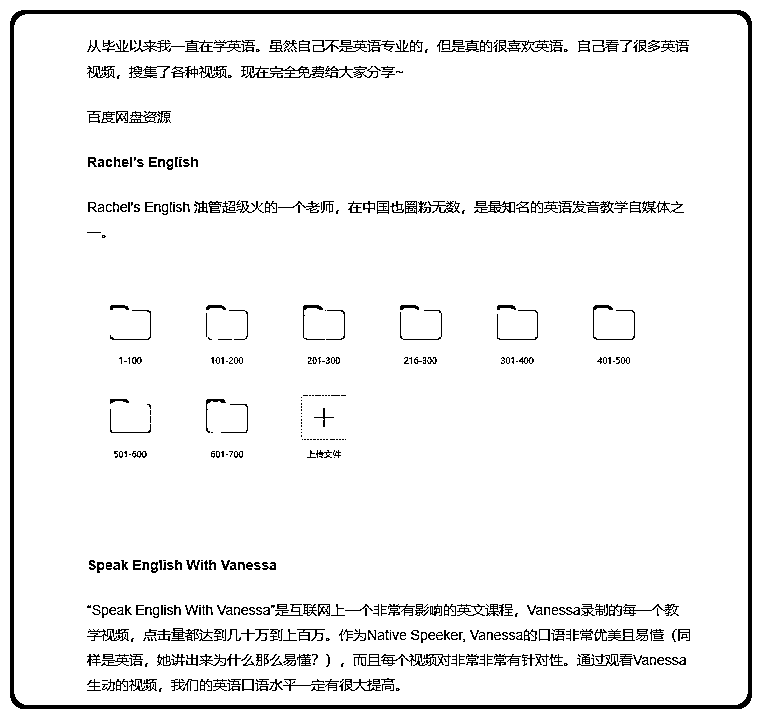 从毕业以来我一直在学英语。虽然自己不是英语专业的，但是真的很喜欢英语。自己看了很多英语
视频，搜集了各种视频。现在完全免费给大家分享~
百度网盘资源
Rachel's English
Rachel's English 油管超级火的一个老师，在中国也圈粉无数，是最知名的英语发音教学自媒体之
一。
1-100 101-200 201-300 216-300 301-400 401-500
501-600 601-700 上传文件
Speak English With Vanessa
“Speak English With Vanessa”是互联网上一个非常有影响的英文课程，Vanessa录制的每一个教
学视频，点击量都达到几十万到上百万。作为Native Speeker, Vanessa的口语非常优美且易懂（同
样是英语，她讲出来为什么那么易懂？），而且每个视频对非常非常有针对性。通过观看Vanessa
生动的视频，我们的英语口语水平一定有很大提高。